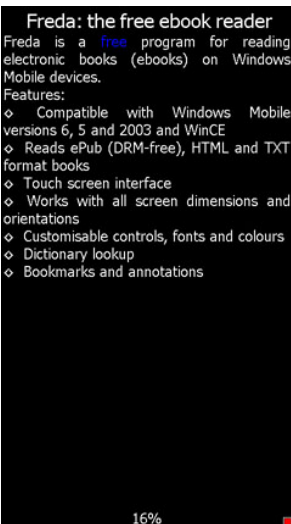 Freda: the free ebook reader
Freda is a free program for reading
electronic books (ebooks) on Windows
Mobile devices.
Features:
◇ Compatible with Windows Mobile
versions 6, 5 and 2003 and WinCE
◇ Reads ePub (DRM-free), HTML and TXT
format books
◇ Touch screen interface
◇ Works with all screen dimensions and
orientations
◇ Customisable controls, fonts and colours
◇ Dictionary lookup
◇ Bookmarks and annotations
16%